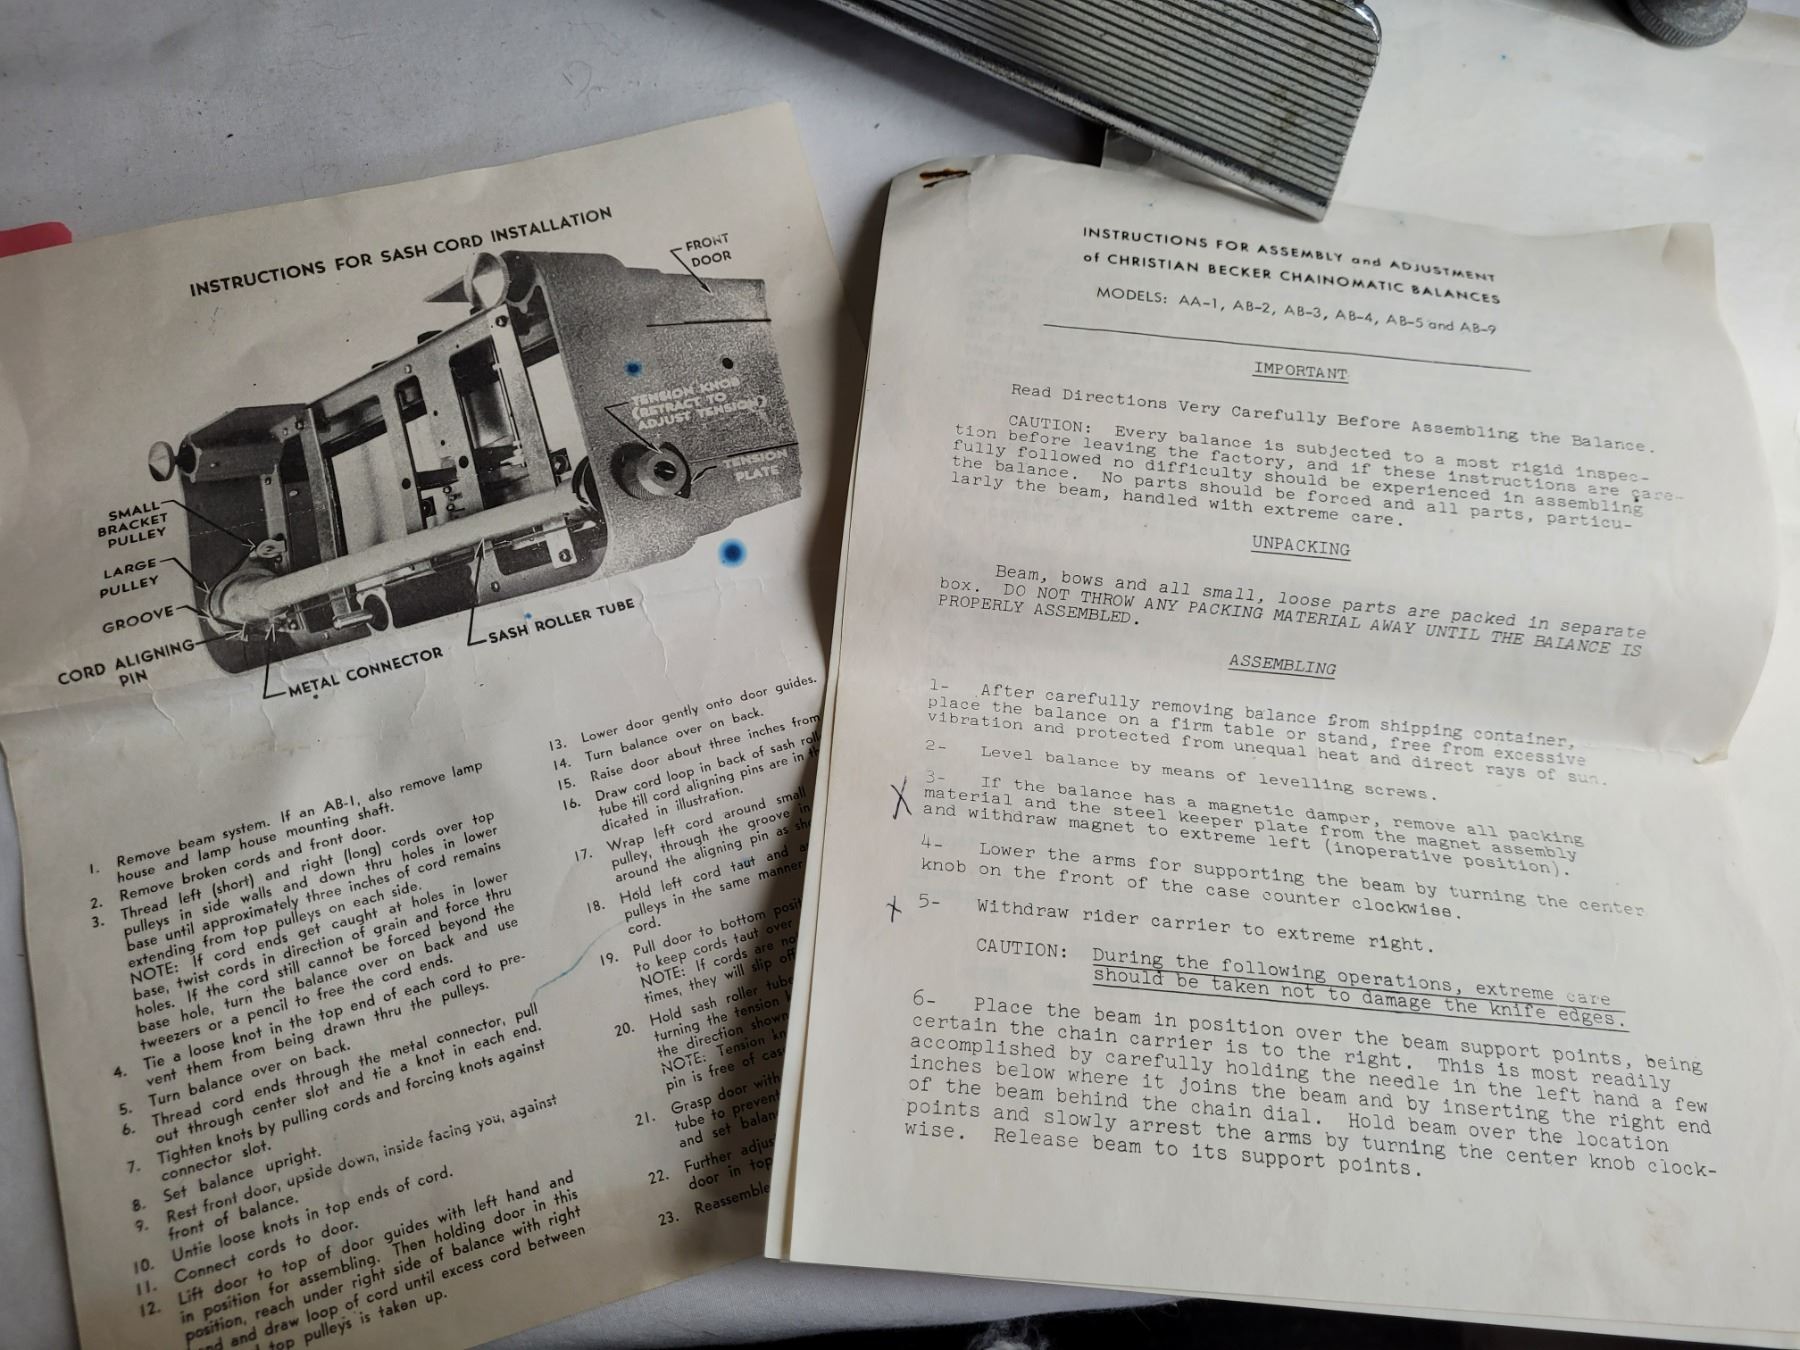 INSTRUCTIONS FOR SASH CORD INSTALLATION
FRONT
DOOR
TENSION KNOB
(RETRACT TO
ADJUST TENSION)
TENSION
PLATE
SMALL
BRACKET
PULLEY
LARGE
PULLEY
GROOVE
CORD ALIGNING
PIN
METAL CONNECTOR
SASH ROLLER TUBE
1. Remove beam system. If an AB-1, also remove lamp
house and lamp house mounting shaft.
2. Remove broken cords and front door.
3. Thread left (short) and right (long) cords over top
pulleys in side walls and down thru holes in lower
base until approximately three inches of cord remains
extending from top pulleys on each side.
NOTE: If cord ends get caught at holes in lower
base, twist cords in direction of grain and force thru
holes. If the cord still cannot be forced beyond the
base hole, turn the balance over on back and use
tweezers or a pencil to free the cord ends.
4. Tie a loose knot in the top end of each cord to pre-
vent them from being drawn thru the pulleys.
5. Turn balance over on back.
6. Thread cord ends through the metal connector, pull
out through center slot and tie a knot in each end.
7. Tighten knots by pulling cords and forcing knots against
connector slot.
8. Set balance upright.
9. Rest front door, upside down, inside facing you, against
front of balance.
10. Untie loose knots in top ends of cord.
11. Connect cords to door.
12. Lift door to top of door guides with left hand and
in position for assembling. Then holding door in this
position, reach under right side of balance with right
and draw loop of cord until excess cord between
top pulleys is taken up.
13. Lower door gently onto door guides.
14. Turn balance over on back.
15. Raise door about three inches from
16. Draw cord loop in back of sash roll
tube till cord aligning pins are in th
dicated in illustration.
17. Wrap left cord around small
pulley, through the groove in
around the aligning pin as sho
18. Hold left cord taut and
pulleys in the same manner
cord.
19. Pull door to bottom posit
to keep cords taut over
NOTE: If cords are no
times, they will slip off
20. Hold sash roller tube
turning the tension k
the direction shown
NOTE: Tension kn
pin is free of cas
21. Grasp door with
tube to prevent
and set balan
22. Further adjus
door in top
23. Reassemble
INSTRUCTIONS FOR ASSEMBLY and ADJUSTMENT
of CHRISTIAN BECKER CHAINOMATIC BALANCES
MODELS: AA-1, AB-2, AB-3, AB-4, AB-5 and AB-9
IMPORTANT
Read Directions Very Carefully Before Assembling the Balance.
CAUTION: Every balance is subjected to a most rigid inspec-
tion before leaving the factory, and if these instructions are care-
fully followed no difficulty should be experienced in assembling
the balance. No parts should be forced and all parts, particu-
larly the beam, handled with extreme care.
UNPACKING
Beam, bows and all small, loose parts are packed in separate
box. DO NOT THROW ANY PACKING MATERIAL AWAY UNTIL THE BALANCE IS
PROPERLY ASSEMBLED.
ASSEMBLING
1- After carefully removing balance from shipping container,
place the balance on a firm table or stand, free from excessive
vibration and protected from unequal heat and direct rays of sun.
2- Level balance by means of levelling screws.
X 3- If the balance has a magnetic damper, remove all packing
material and the steel keeper plate from the magnet assembly
and withdraw magnet to extreme left (inoperative position).
4- Lower the arms for supporting the beam by turning the center
knob on the front of the case counter clockwise.
x 5- Withdraw rider carrier to extreme right.
CAUTION: During the following operations, extreme care
should be taken not to damage the knife edges.
6- Place the beam in position over the beam support points, being
certain the chain carrier is to the right. This is most readily
accomplished by carefully holding the needle in the left hand a few
inches below where it joins the beam and by inserting the right end
of the beam behind the chain dial. Hold beam over the location
points and slowly arrest the arms by turning the center knob clock-
wise. Release beam to its support points.